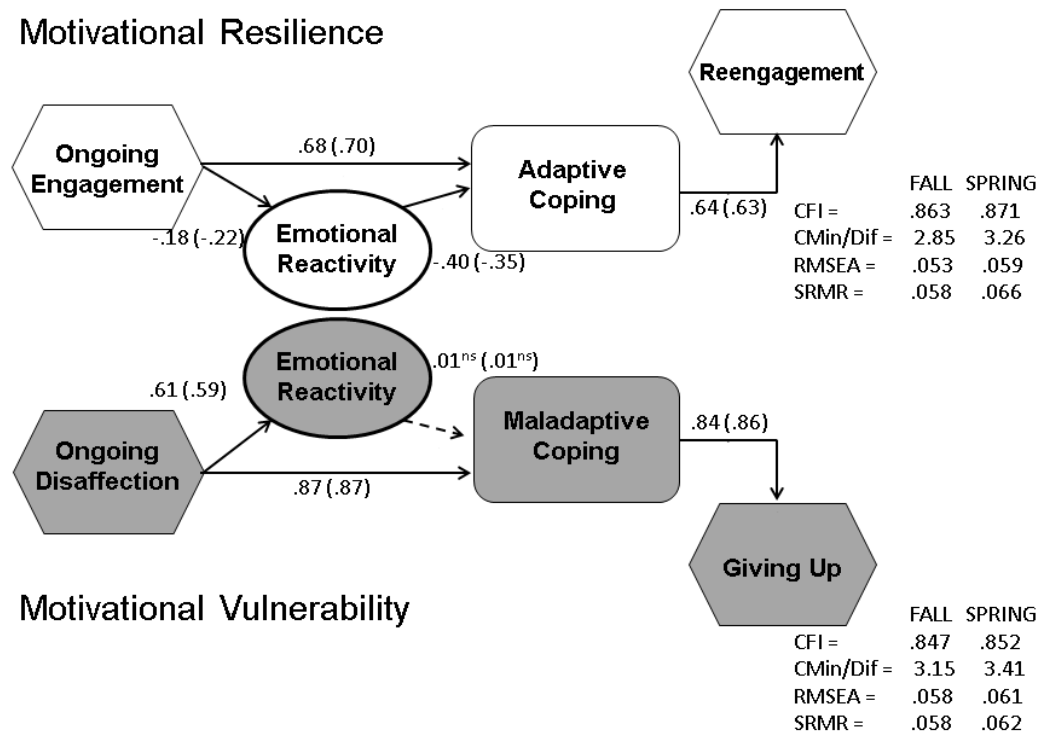 Motivational Resilience
Reengagement
Ongoing
Engagement
.68 (.70)
Adaptive
Coping
-.18 (-.22)
Emotional
Reactivity
-.40 (-.35)
.64 (.63)
FALL SPRING
CFI = .863 .871
CMin/Dif = 2.85 3.26
RMSEA = .053 .059
SRMR = .058 .066
Emotional
Reactivity
.01ns (.01ns)
.61 (.59)
Ongoing
Disaffection
.87 (.87)
Maladaptive
Coping
.84 (.86)
Giving Up
Motivational Vulnerability
FALL SPRING
CFI = .847 .852
CMin/Dif = 3.15 3.41
RMSEA = .058 .061
SRMR = .058 .062